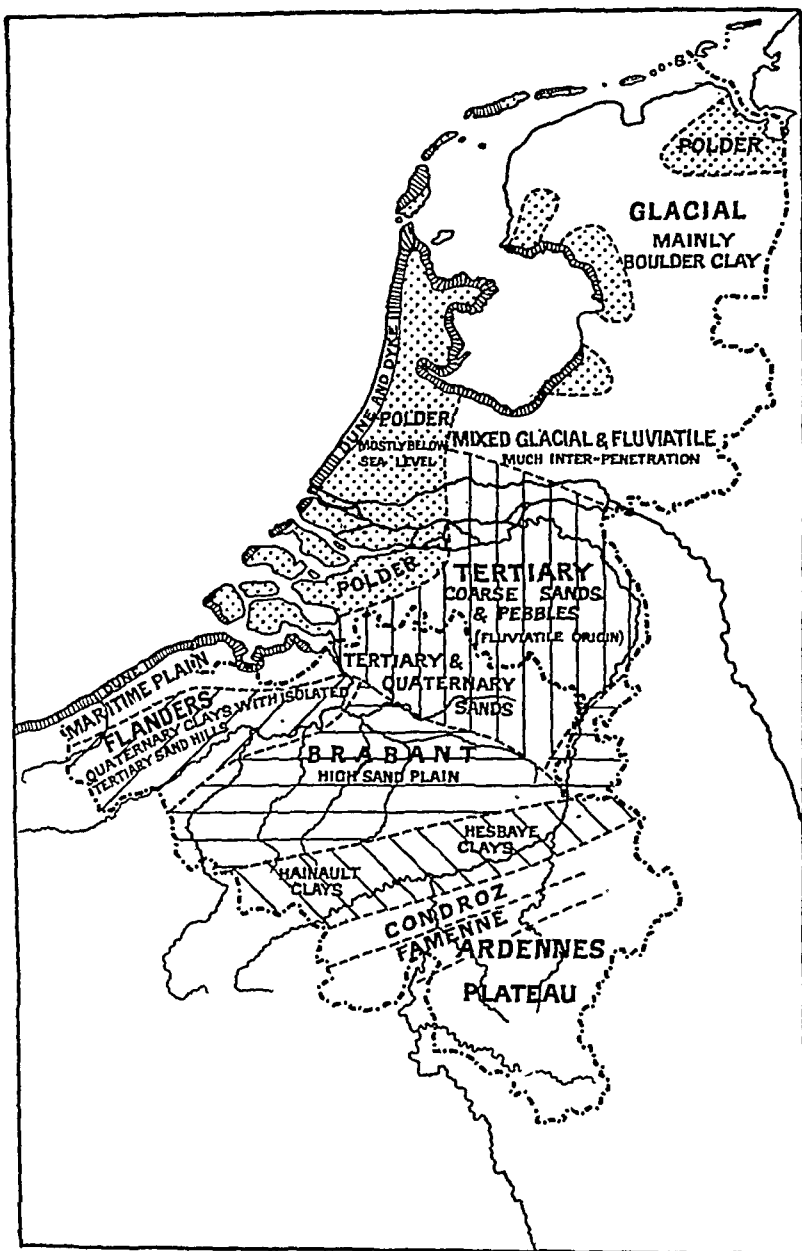 POLDER
GLACIAL
MAINLY
BOULDER CLAY
DUNE AND DYKE
POLDER
MOSTLY BELOW
SEA LEVEL
MIXED GLACIAL & FLUVIATILE
MUCH INTER-PENETRATION
POLDER
TERTIARY
COARSE SANDS
& PEBBLES
(FLUVIATILE ORIGIN)
TERTIARY &
QUATERNARY
SANDS
DUNE
MARITIME PLAIN
FLANDERS
QUATERNARY CLAYS WITH ISOLATED
TERTIARY SAND HILLS
BRABANT
HIGH SAND PLAIN
HESBAYE
CLAYS
HAINAULT
CLAYS
CONDROZ
FAMENNE
ARDENNES
PLATEAU